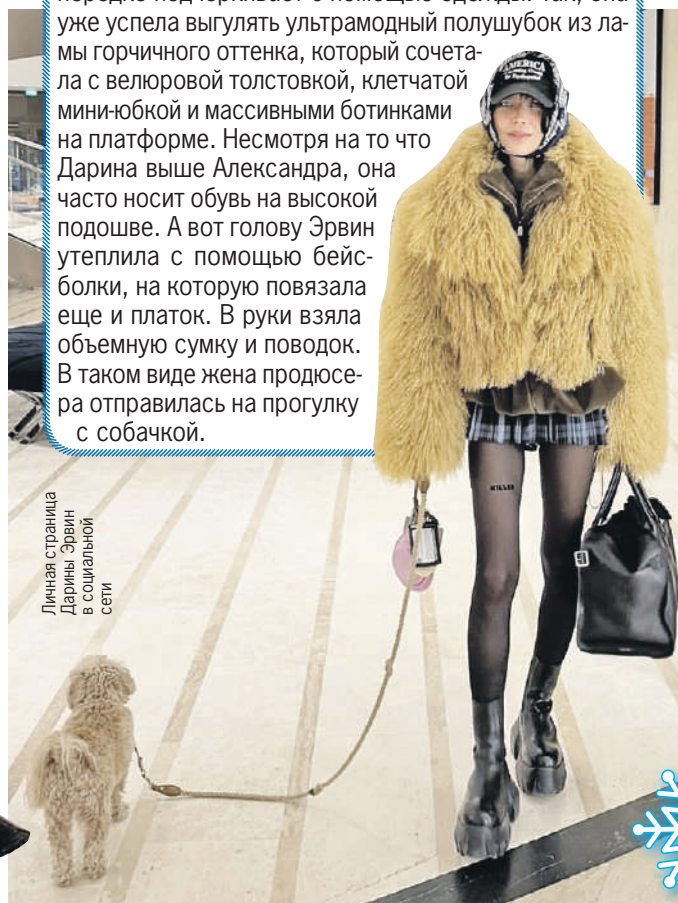 уже успела выгулять ультрамодный полушубок из ла-
мы горчичного оттенка, который сочета-
ла с велюровой толстовкой, клетчатой
мини-юбкой и массивными ботинками
на платформе. Несмотря на то что
Дарина выше Александра, она
часто носит обувь на высокой
подошве. А вот голову Эрвин
утеплила с помощью бейс-
болки, на которую повязала
еще и платок. В руки взяла
объемную сумку и поводок.
В таком виде жена продюсе-
ра отправилась на прогулку
с собачкой.
AMERICA
Личная страница
Дарины Эрвин
в социальной
сети